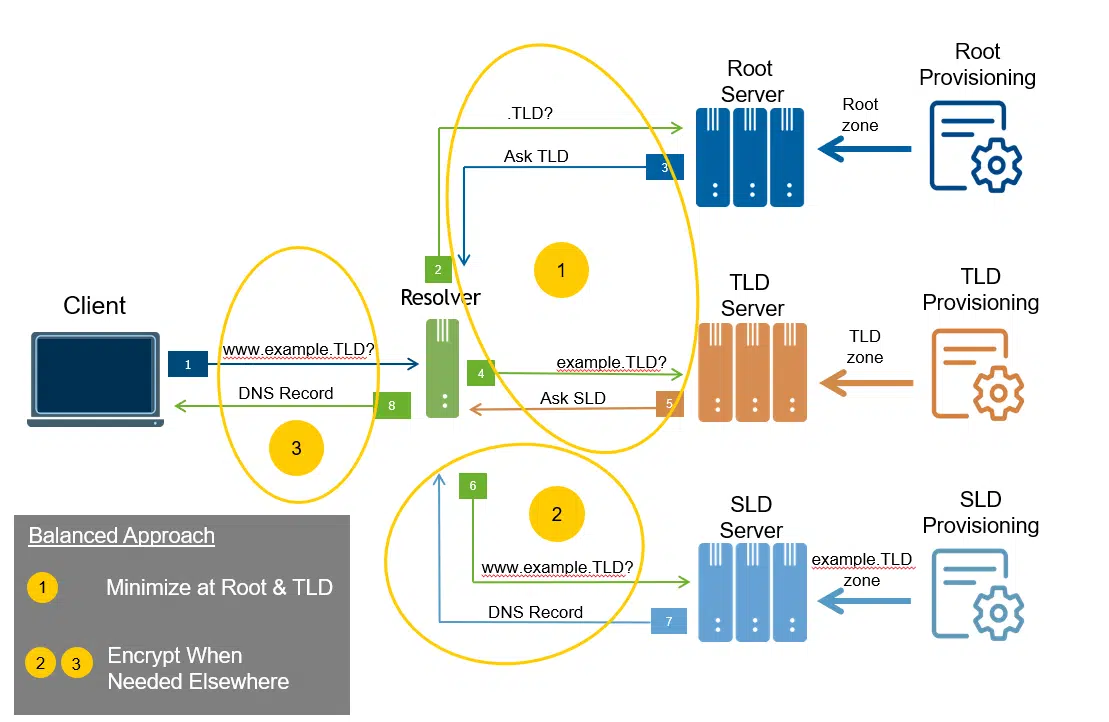 Root
Provisioning
Root
Server
Root
zone
.TLD?
Ask TLD
3
1
2
Resolver
Client
TLD
Server
TLD
Provisioning
TLD
zone
1
www.example.TLD?
4
example.TLD?
DNS Record
8
Ask SLD
5
3
6
2
SLD
Server
SLD
Provisioning
www.example.TLD?
example.TLD
zone
DNS Record
7
Balanced Approach
1 Minimize at Root & TLD
2 3 Encrypt When
Needed Elsewhere